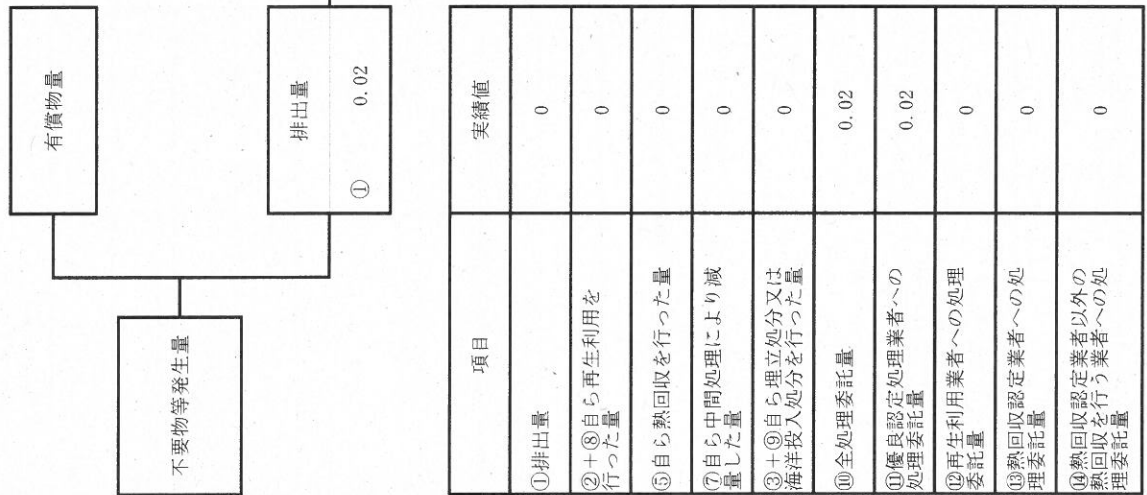 不要物等発生量
有償物量
排出量
① 0.02
項目
実績値
①排出量
0
②+⑧自ら再生利用を
行った量
0
⑤自ら熱回収を行った量
0
⑦自ら中間処理により減
量した量
0
③+⑨自ら埋立処分又は
海洋投入処分を行った量
0
⑩全処理委託量
0.02
⑪優良認定処理業者への
処理委託量
0.02
⑫再生利用業者への処理
委託量
0
⑬熱回収認定業者への処
理委託量
0
⑭熱回収認定業者以外の
熱回収を行う業者への処
理委託量
0